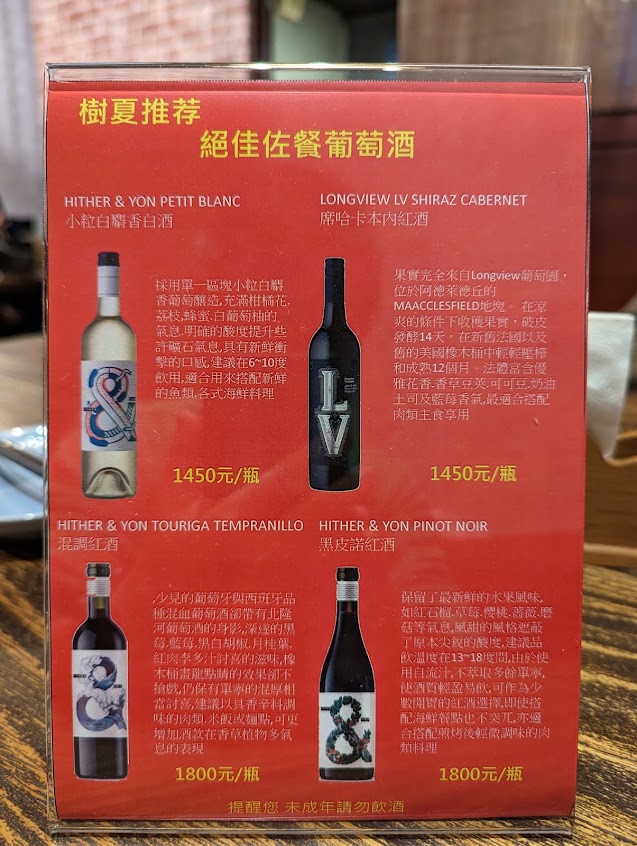 樹夏推荐
絕佳佐餐葡萄酒
HITHER & YON PETIT BLANC
小粒白麝香白酒
採用單一區塊小粒白麝
香葡萄釀造,充滿柑橘花.
荔枝,蜂蜜.白葡萄柚的
氣息.明確的酸度提升些
許礦石氣息,具有新鮮衝
擊的口感,建議在6~10度
飲用,適合用來搭配新鮮
的魚類.各式海鮮料理
1450元/瓶
LONGVIEW LV SHIRAZ CABERNET
席哈卡本內紅酒
果實完全來自Longview葡萄園，
位於阿德萊德丘的
MAACCLESFIELD地塊。 在涼
爽的條件下收穫果實，破皮
發酵14天，在新舊法國以及
舊的美國橡木桶中輕輕壓榨
和成熟12個月。法體富含優
雅花香.香草豆莢.可可豆.奶油
土司及藍莓香氣,最適合搭配
肉類主食享用
LV
1450元/瓶
HITHER & YON TOURIGA TEMPRANILLO
混調紅酒
,少見的葡萄牙與西班牙品
種混血葡萄酒卻帶有北隆
河葡萄酒的身影,深邃的黑
莓.藍莓.黑白胡椒.月桂葉.
紅肉李多汁討喜的滋味,橡
木桶畫龍點睛的效果卻不
搶戲,仍保有單寧的混厚相
當討高,建議以具香辛料調
味的肉類.米飯或麵點,可更
增加酒款在香草植物多氣
息的表現
&
1800元/瓶
HITHER & YON PINOT NOIR
黑皮諾紅酒
保留了最新鮮的水果風味,
如紅石榴.草莓.櫻桃.薔薇.磨
菇等氣息,風甜的風格遮蔽
了原本尖銳的酸度,建議品
飲溫度在13~18度間,由於使
用自流汁,不萃取多餘單寧,
使酒質輕盈易飲,可作為少
數開胃的紅酒選擇,即使搭
配海鮮餐點也不突兀,亦適
合搭配煎烤後輕微調味的肉
類料理
&
1800元/瓶
提醒您 未成年請勿飲酒